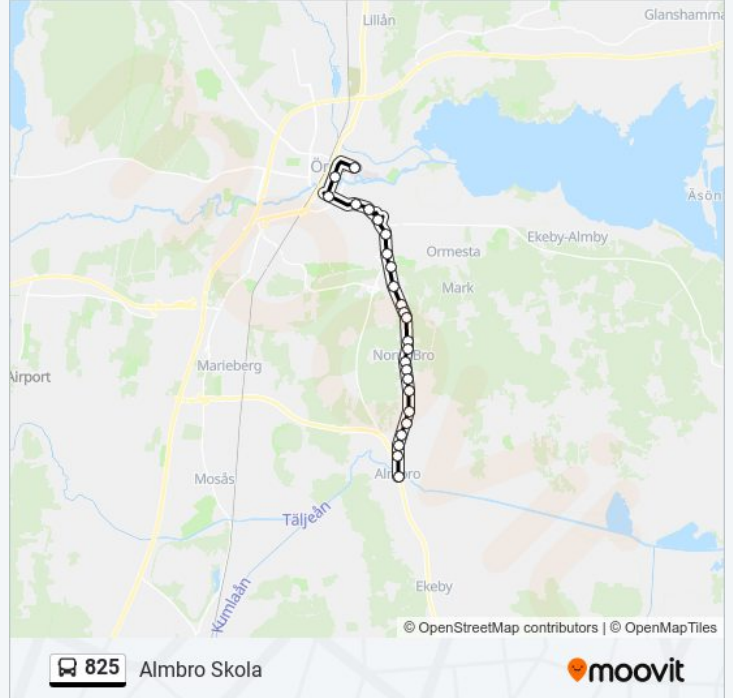 Lillån
Glanshamma
Ör
Äsön
Ekeby-Almby
Ormesta
Mark
Norra Bro
Marieberg
Airport
Almbro
Mosås
Täljeån
Kumlaån
Ekeby
© OpenStreetMap contributors | © OpenMapTiles
825 Almbro Skola
moovit